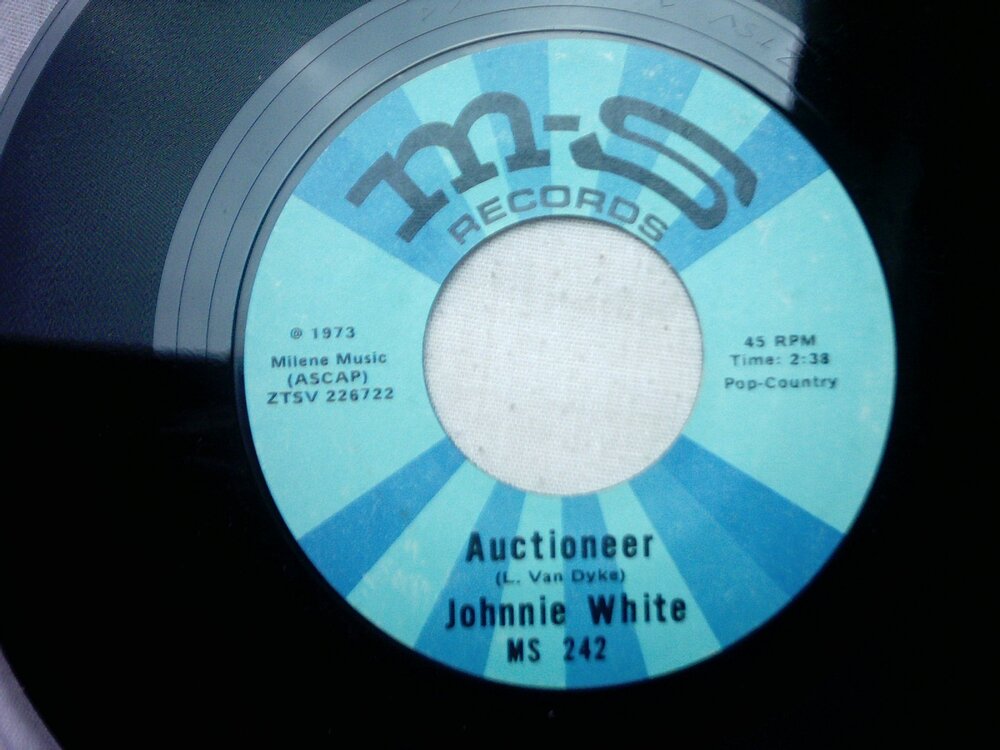 m-s
RECORDS
℗ 1973
Milene Music
(ASCAP)
ZTSV 226722
45 RPM
Time: 2:38
Pop-Country
Auctioneer
(L. Van Dyke)
Johnnie White
MS 242